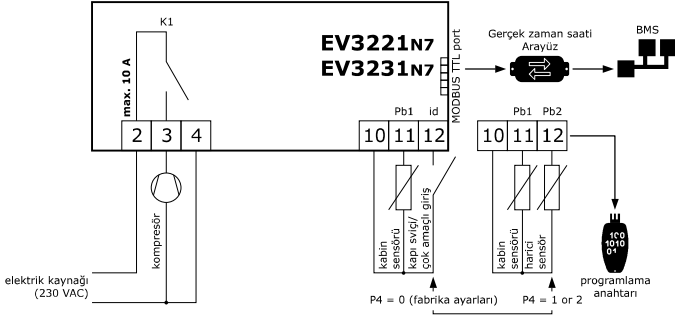 K1
max. 10 A
EV3221N7
EV3231N7
MODBUS TTL port
Gerçek zaman saati
Arayüz
BMS
Pb1
id
Pb1
Pb2
2
3
4
10
11
12
10
11
12
kompresör
kabin
sensörü
kapı sviçi/
çok amaçlı giriş
kabin
sensörü
harici
sensör
100
1010
01
elektrik kaynağı
(230 VAC)
programlama
anahtarı
P4 = 0 (fabrika ayarları)
P4 = 1 or 2